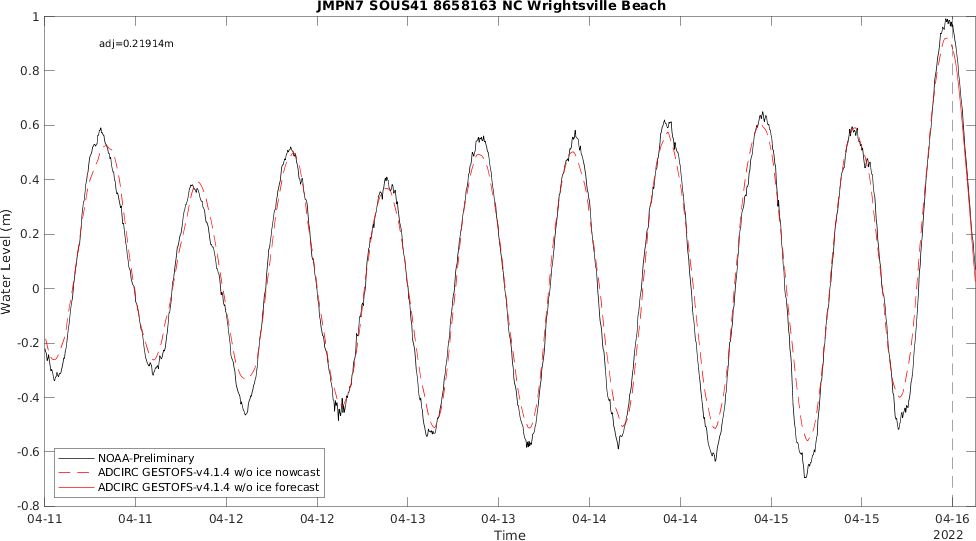 JMPN7 SOUS41 8658163 NC Wrightsville Beach
1
adj=0.21914m
0.8
0.6
0.4
0.2
0
-0.2
-0.4
-0.6
-0.8
Water Level (m)
NOAA-Preliminary
ADCIRC GESTOFS-v4.1.4 w/o ice nowcast
ADCIRC GESTOFS-v4.1.4 w/o ice forecast
04-11 04-11 04-12 04-12 04-13 04-13 04-14 04-14 04-15 04-15 04-16
Time
2022